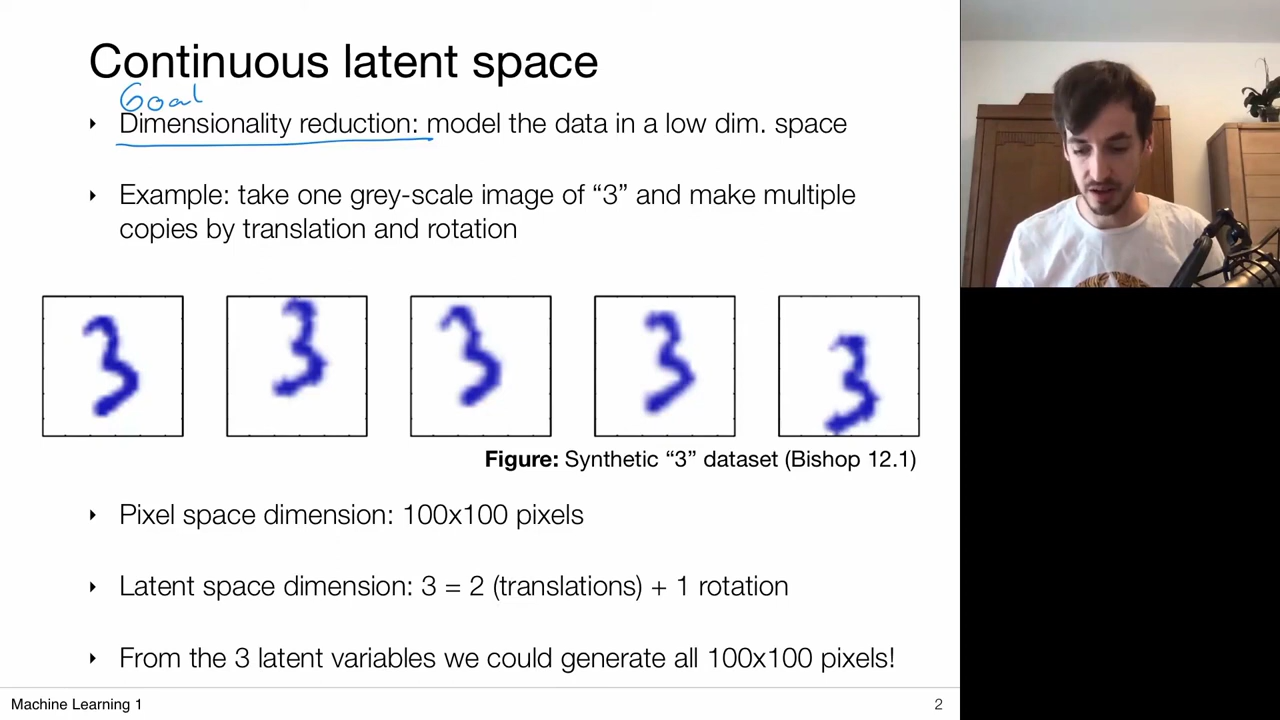 Continuous latent space
Goal
‣ Dimensionality reduction: model the data in a low dim. space
‣ Example: take one grey-scale image of “3” and make multiple
copies by translation and rotation
3 3 3 3 3
Figure: Synthetic “3” dataset (Bishop 12.1)
‣ Pixel space dimension: 100x100 pixels
‣ Latent space dimension: 3 = 2 (translations) + 1 rotation
‣ From the 3 latent variables we could generate all 100x100 pixels!
Machine Learning 1
2